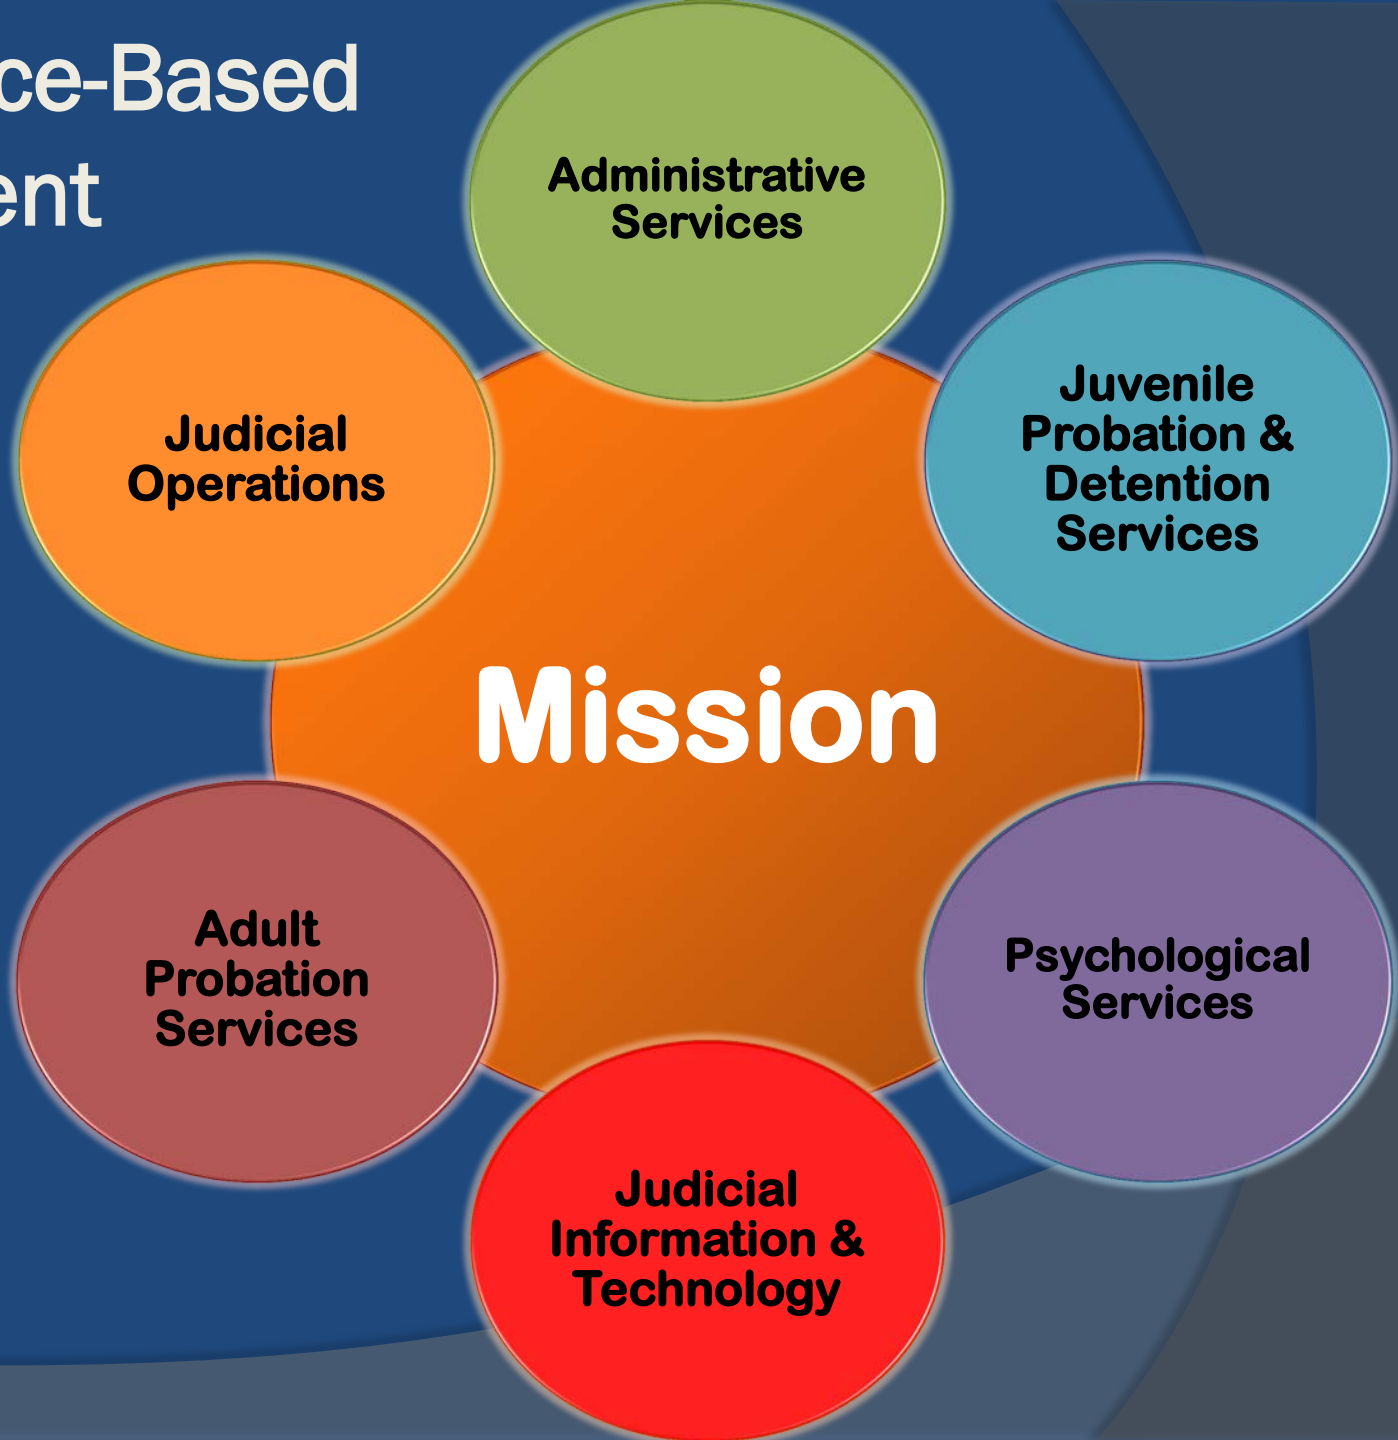 ce-Based
ent
Administrative
Services
Judicial
Operations
Juvenile
Probation &
Detention
Services
Mission
Adult
Probation
Services
Psychological
Services
Judicial
Information &
Technology